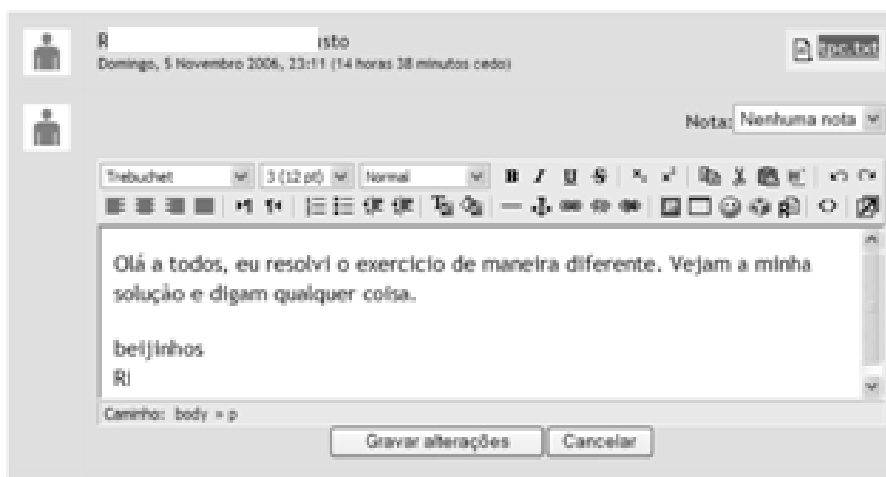 R isto
Domingo, 5 Novembro 2006, 23:11 (14 horas 38 minutos cedo)
tpc.txt
Nota: Nenhuma nota
Trebuchet 3 (12 pt) Normal B I U S
Olá a todos, eu resolvi o exercicio de maneira diferente. Vejam a minha
solução e digam qualquer coisa.
beijinhos
Ri
Caminho: body » p
Gravar alterações Cancelar